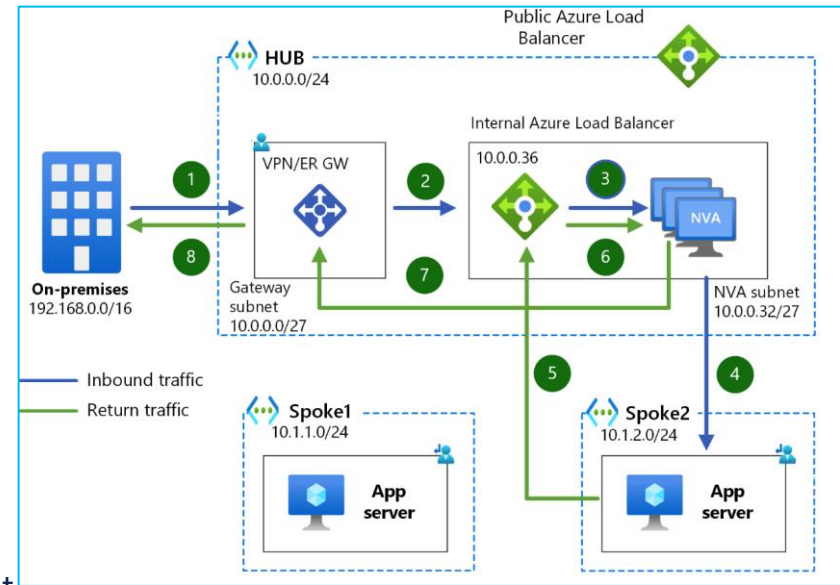 Public Azure Load
Balancer
HUB
10.0.0.0/24
Internal Azure Load Balancer
VPN/ER GW
10.0.0.36
1
2
3
NVA
8
7
6
On-premises
192.168.0.0/16
Gateway
subnet
10.0.0.0/27
NVA subnet
10.0.0.32/27
5
4
Inbound traffic
Return traffic
Spoke1
10.1.1.0/24
App
server
Spoke2
10.1.2.0/24
App
server